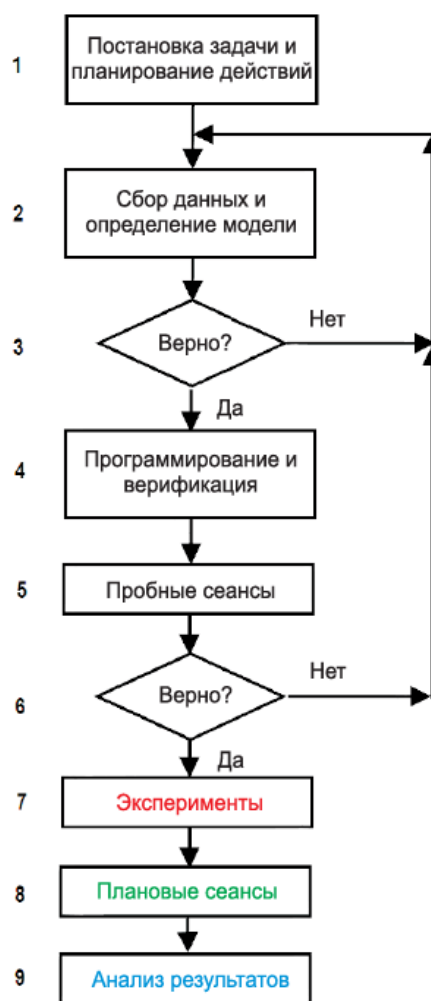 1
Постановка задачи и
планирование действий
2
Сбор данных и
определение модели
3
Верно?
Нет
Да
4
Программирование и
верификация
5
Пробные сеансы
6
Верно?
Нет
Да
7
Эксперименты
8
Плановые сеансы
9
Анализ результатов